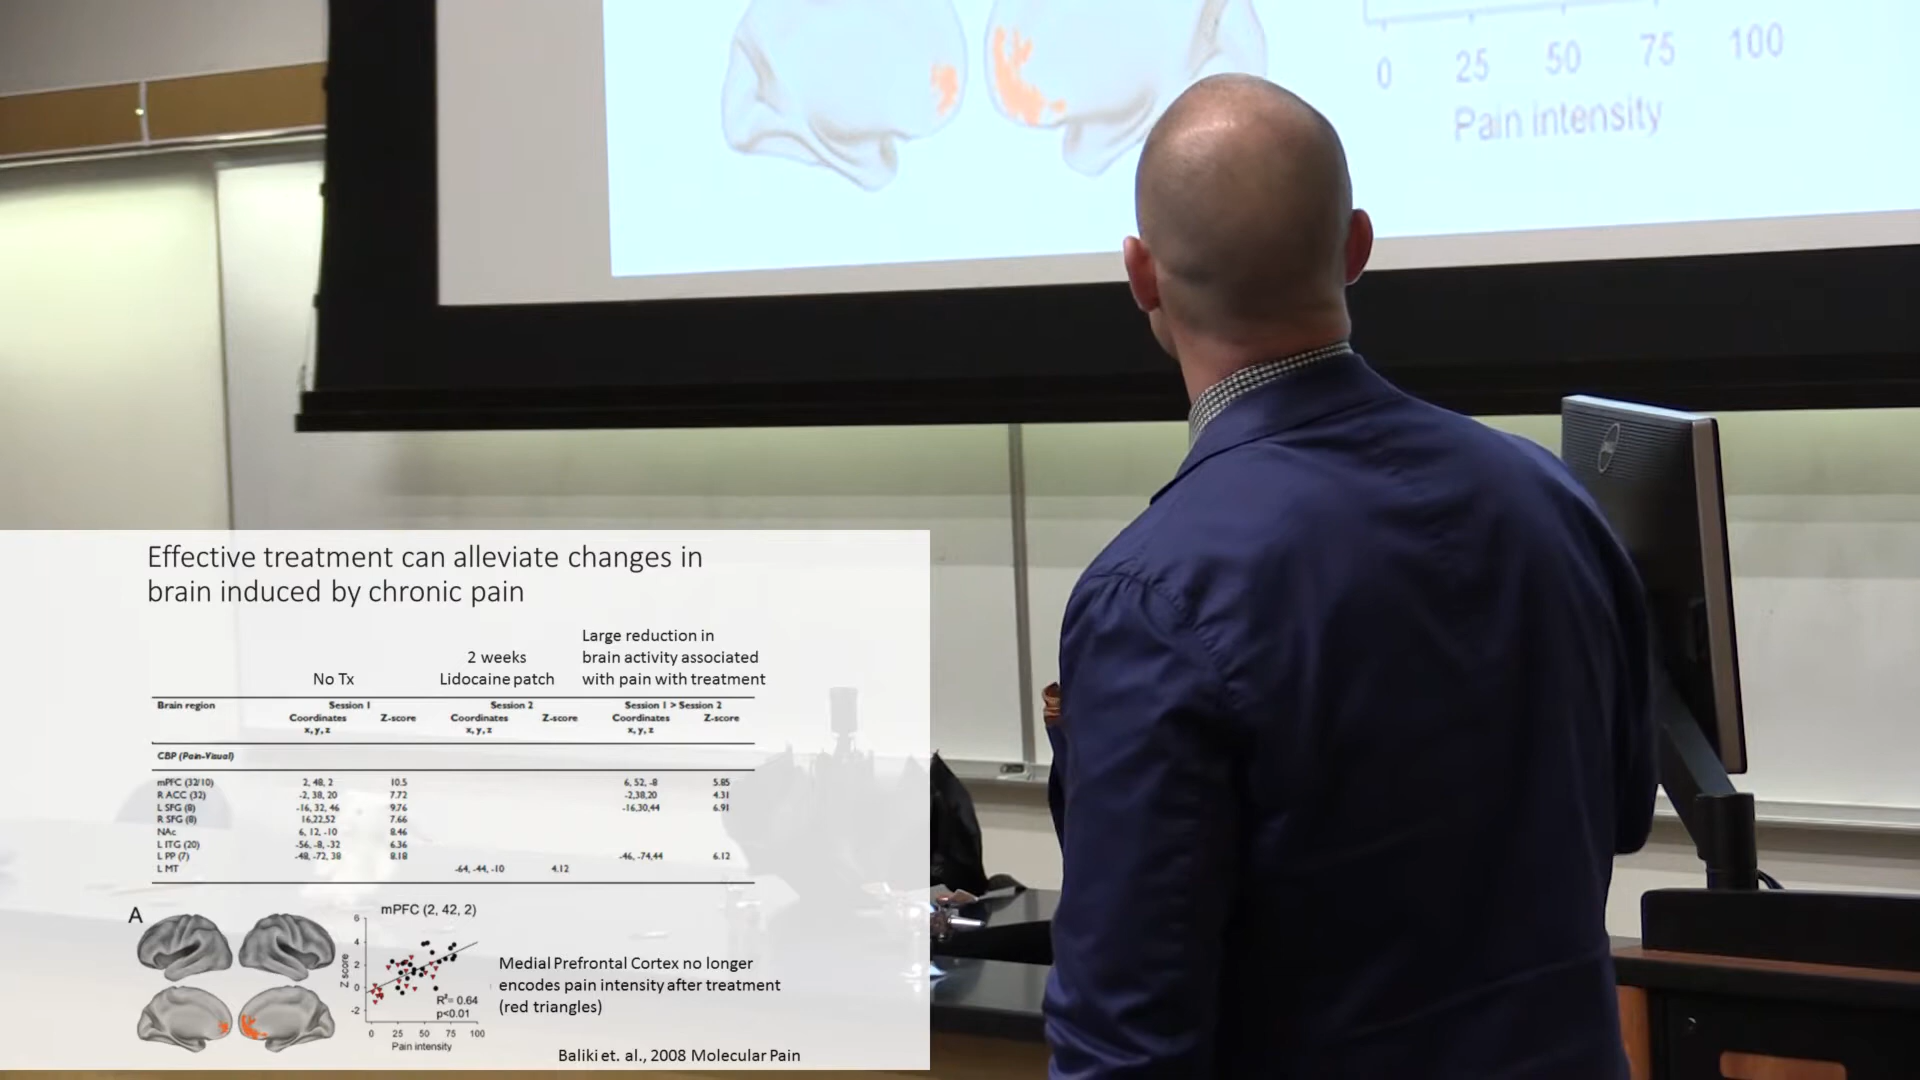 0 25 50 75 100
Pain intensity
Effective treatment can alleviate changes in
brain induced by chronic pain
No Tx
2 weeks
Lidocaine patch
Large reduction in
brain activity associated
with pain with treatment
Brain region Session 1 Session 2 Session 1 > Session 2
Coordinates Z-score Coordinates Z-score Coordinates Z-score
x, y, z x, y, z x, y, z
CBP (Pain-Visual)
mPFC (32/10) 2, 48, 2 10.5 6, 52, -8 5.85
R ACC (32) -2, 38, 20 7.72 -2,38,20 4.31
L SFG (8) -16, 32, 46 9.76 -16,30,44 6.91
R SFG (8) 16,22,52 7.66
NAc 6, 12, -10 8.46
L ITG (20) -56, -8, -32 6.36
L PP (7) -48, -72, 38 8.18 -46, -74,44 6.12
L MT -64, -44, -10 4.12
A
mPFC (2, 42, 2)
6
4
2
0
-2
Z score
R²= 0.64
p<0.01
0 25 50 75 100
Pain intensity
Medial Prefrontal Cortex no longer
encodes pain intensity after treatment
(red triangles)
Baliki et. al., 2008 Molecular Pain